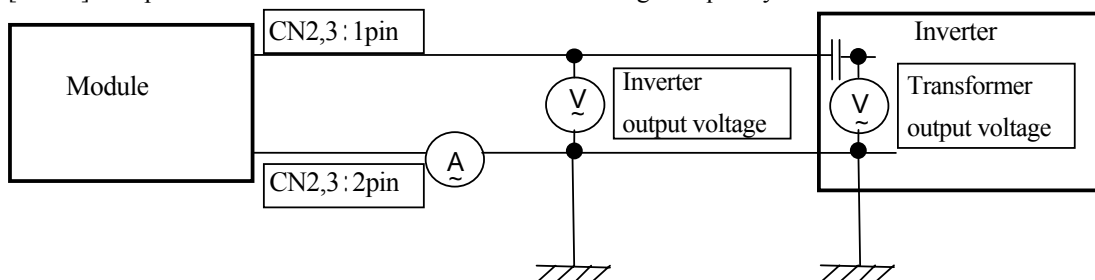 CN2,3 : 1pin
Inverter
Module
Inverter
output voltage
Transformer
output voltage
V
~
V
~
A
~
CN2,3 : 2pin